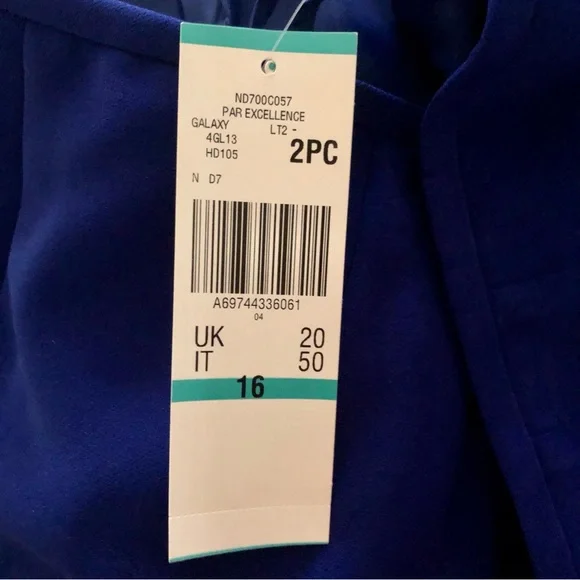 ND700C057
PAR EXCELLENCE
GALAXY LT2 -
4GL13 2PC
HD105
N D7
A69744336061
04
UK 20
IT 50
16